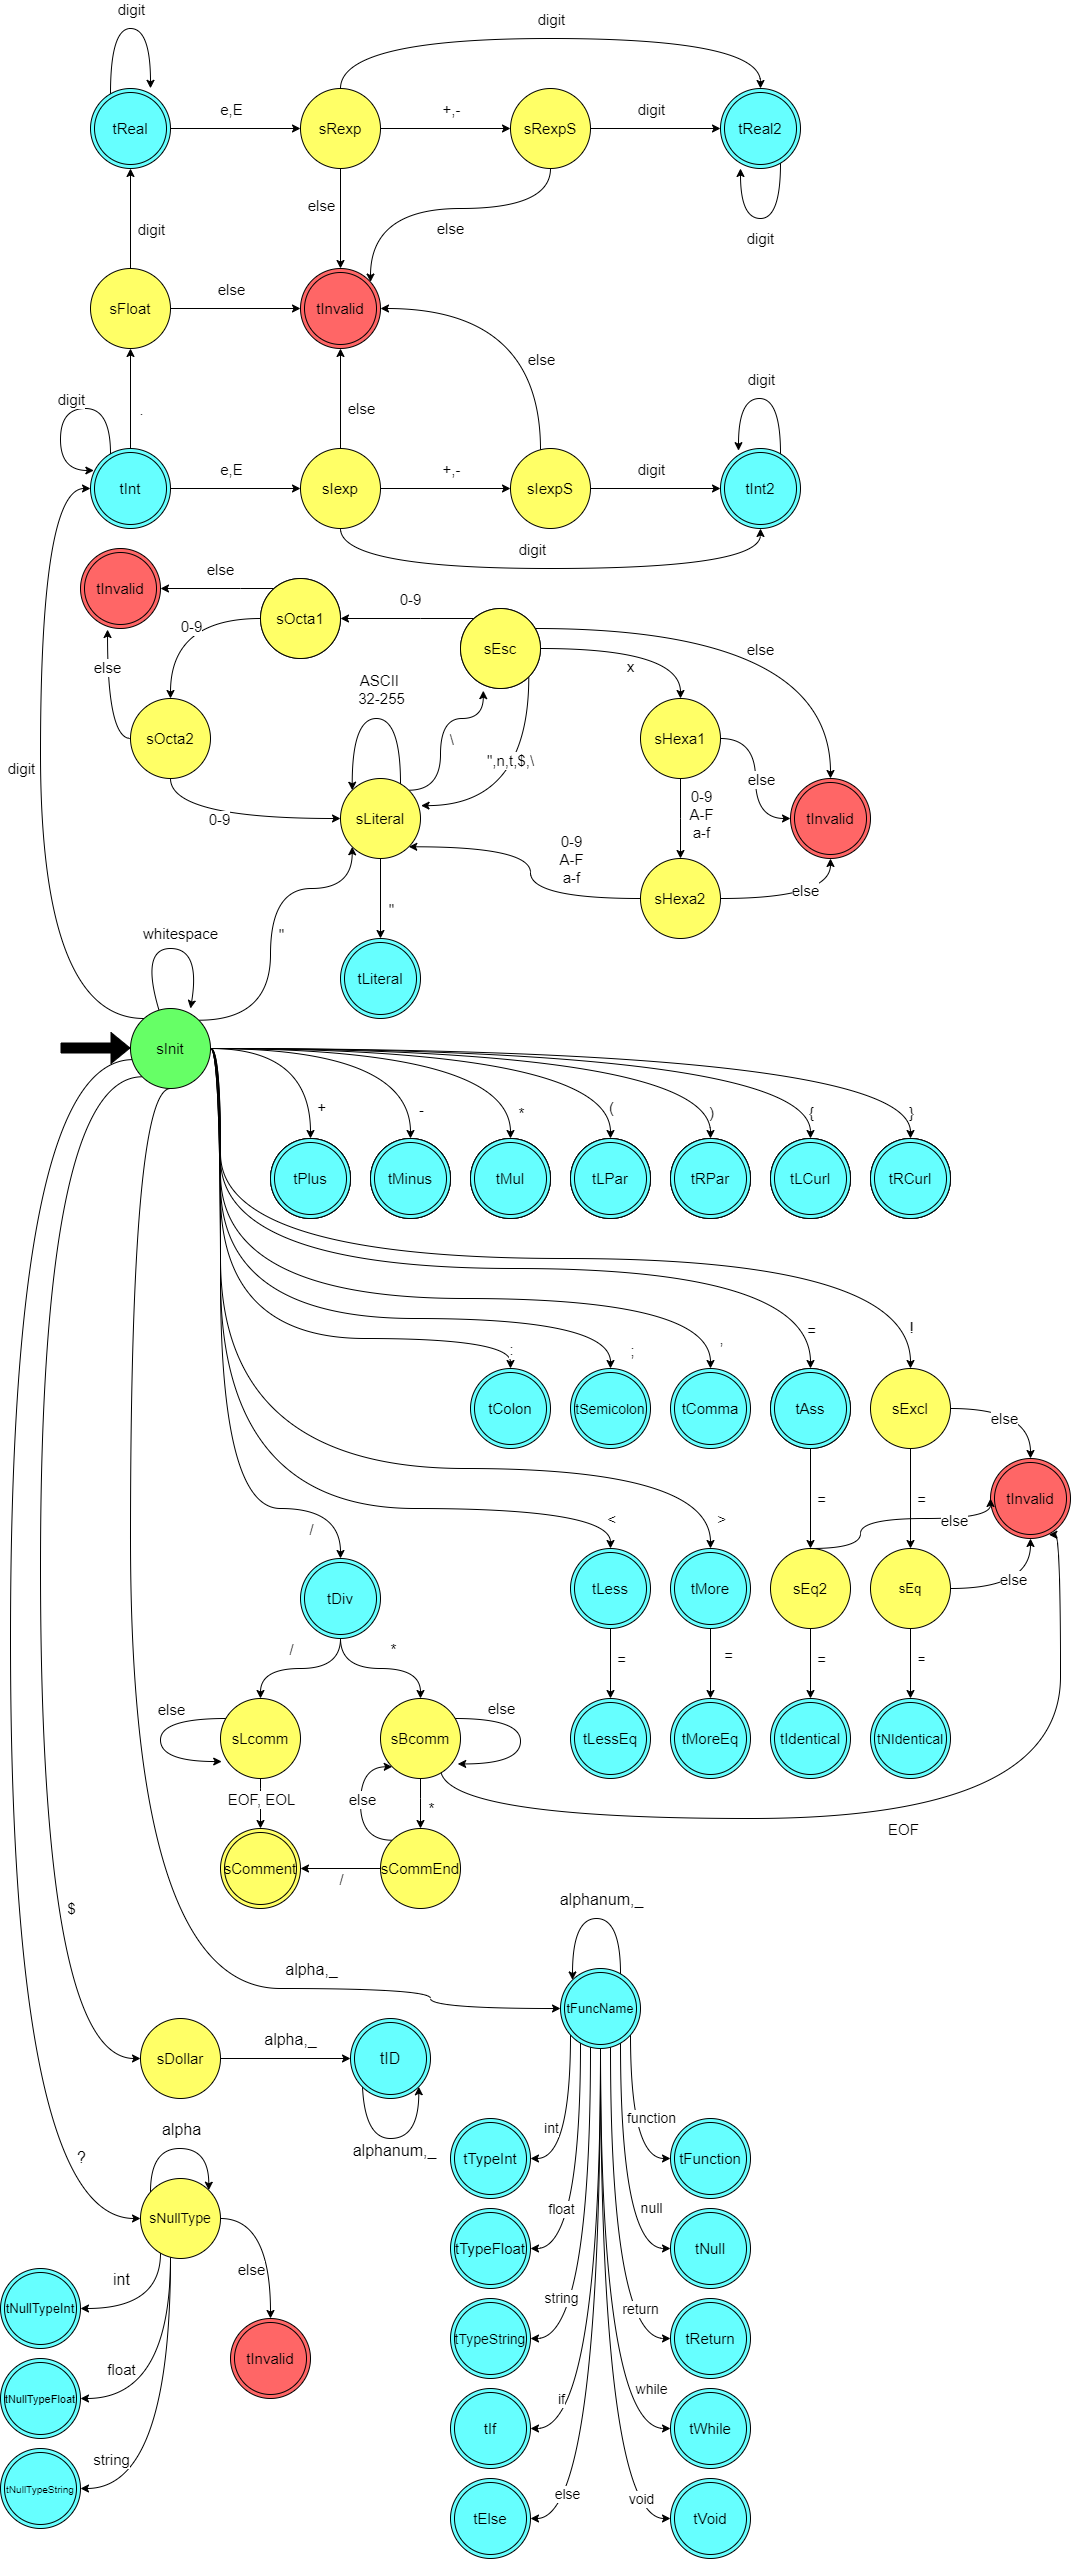 digit
digit
tReal
e,E
sRexp
+,-
sRexpS
digit
tReal2
digit
else
else
digit
sFloat
else
tInvalid
else
.
else
digit
digit
tInt
e,E
sIexp
+,-
sIexpS
digit
tInt2
digit
tInvalid
else
sOcta1
0-9
sEsc
0-9
else
else
x
ASCII
32-255
sOcta2
\
",n,t,$,\
sHexa1
else
digit
0-9
A-F
a-f
0-9
sLiteral
tInvalid
0-9
A-F
a-f
else
sHexa2
"
"
whitespace
tLiteral
sInit
+
-
*
(
)
{
}
tPlus
tMinus
tMul
tLPar
tRPar
tLCurl
tRCurl
:
;
,
=
!
tColon
tSemicolon
tComma
tAss
sExcl
else
tInvalid
=
=
else
/
<
>
tDiv
tLess
tMore
sEq2
sEq
else
/
*
=
=
=
=
else
sLcomm
sBcomm
else
tLessEq
tMoreEq
tIdentical
tNIdentical
EOF, EOL
else
*
EOF
sComment
/
sCommEnd
alphanum,_
$
alpha,_
tFuncName
sDollar
alpha,_
tID
alphanum,_
?
alpha
sNullType
int
else
tNullTypeInt
tInvalid
float
tNullTypeFloat
string
tNullTypeString
int
function
tTypeInt
tFunction
float
null
tTypeFloat
tNull
string
return
tTypeString
tReturn
if
while
tIf
tWhile
else
void
tElse
tVoid